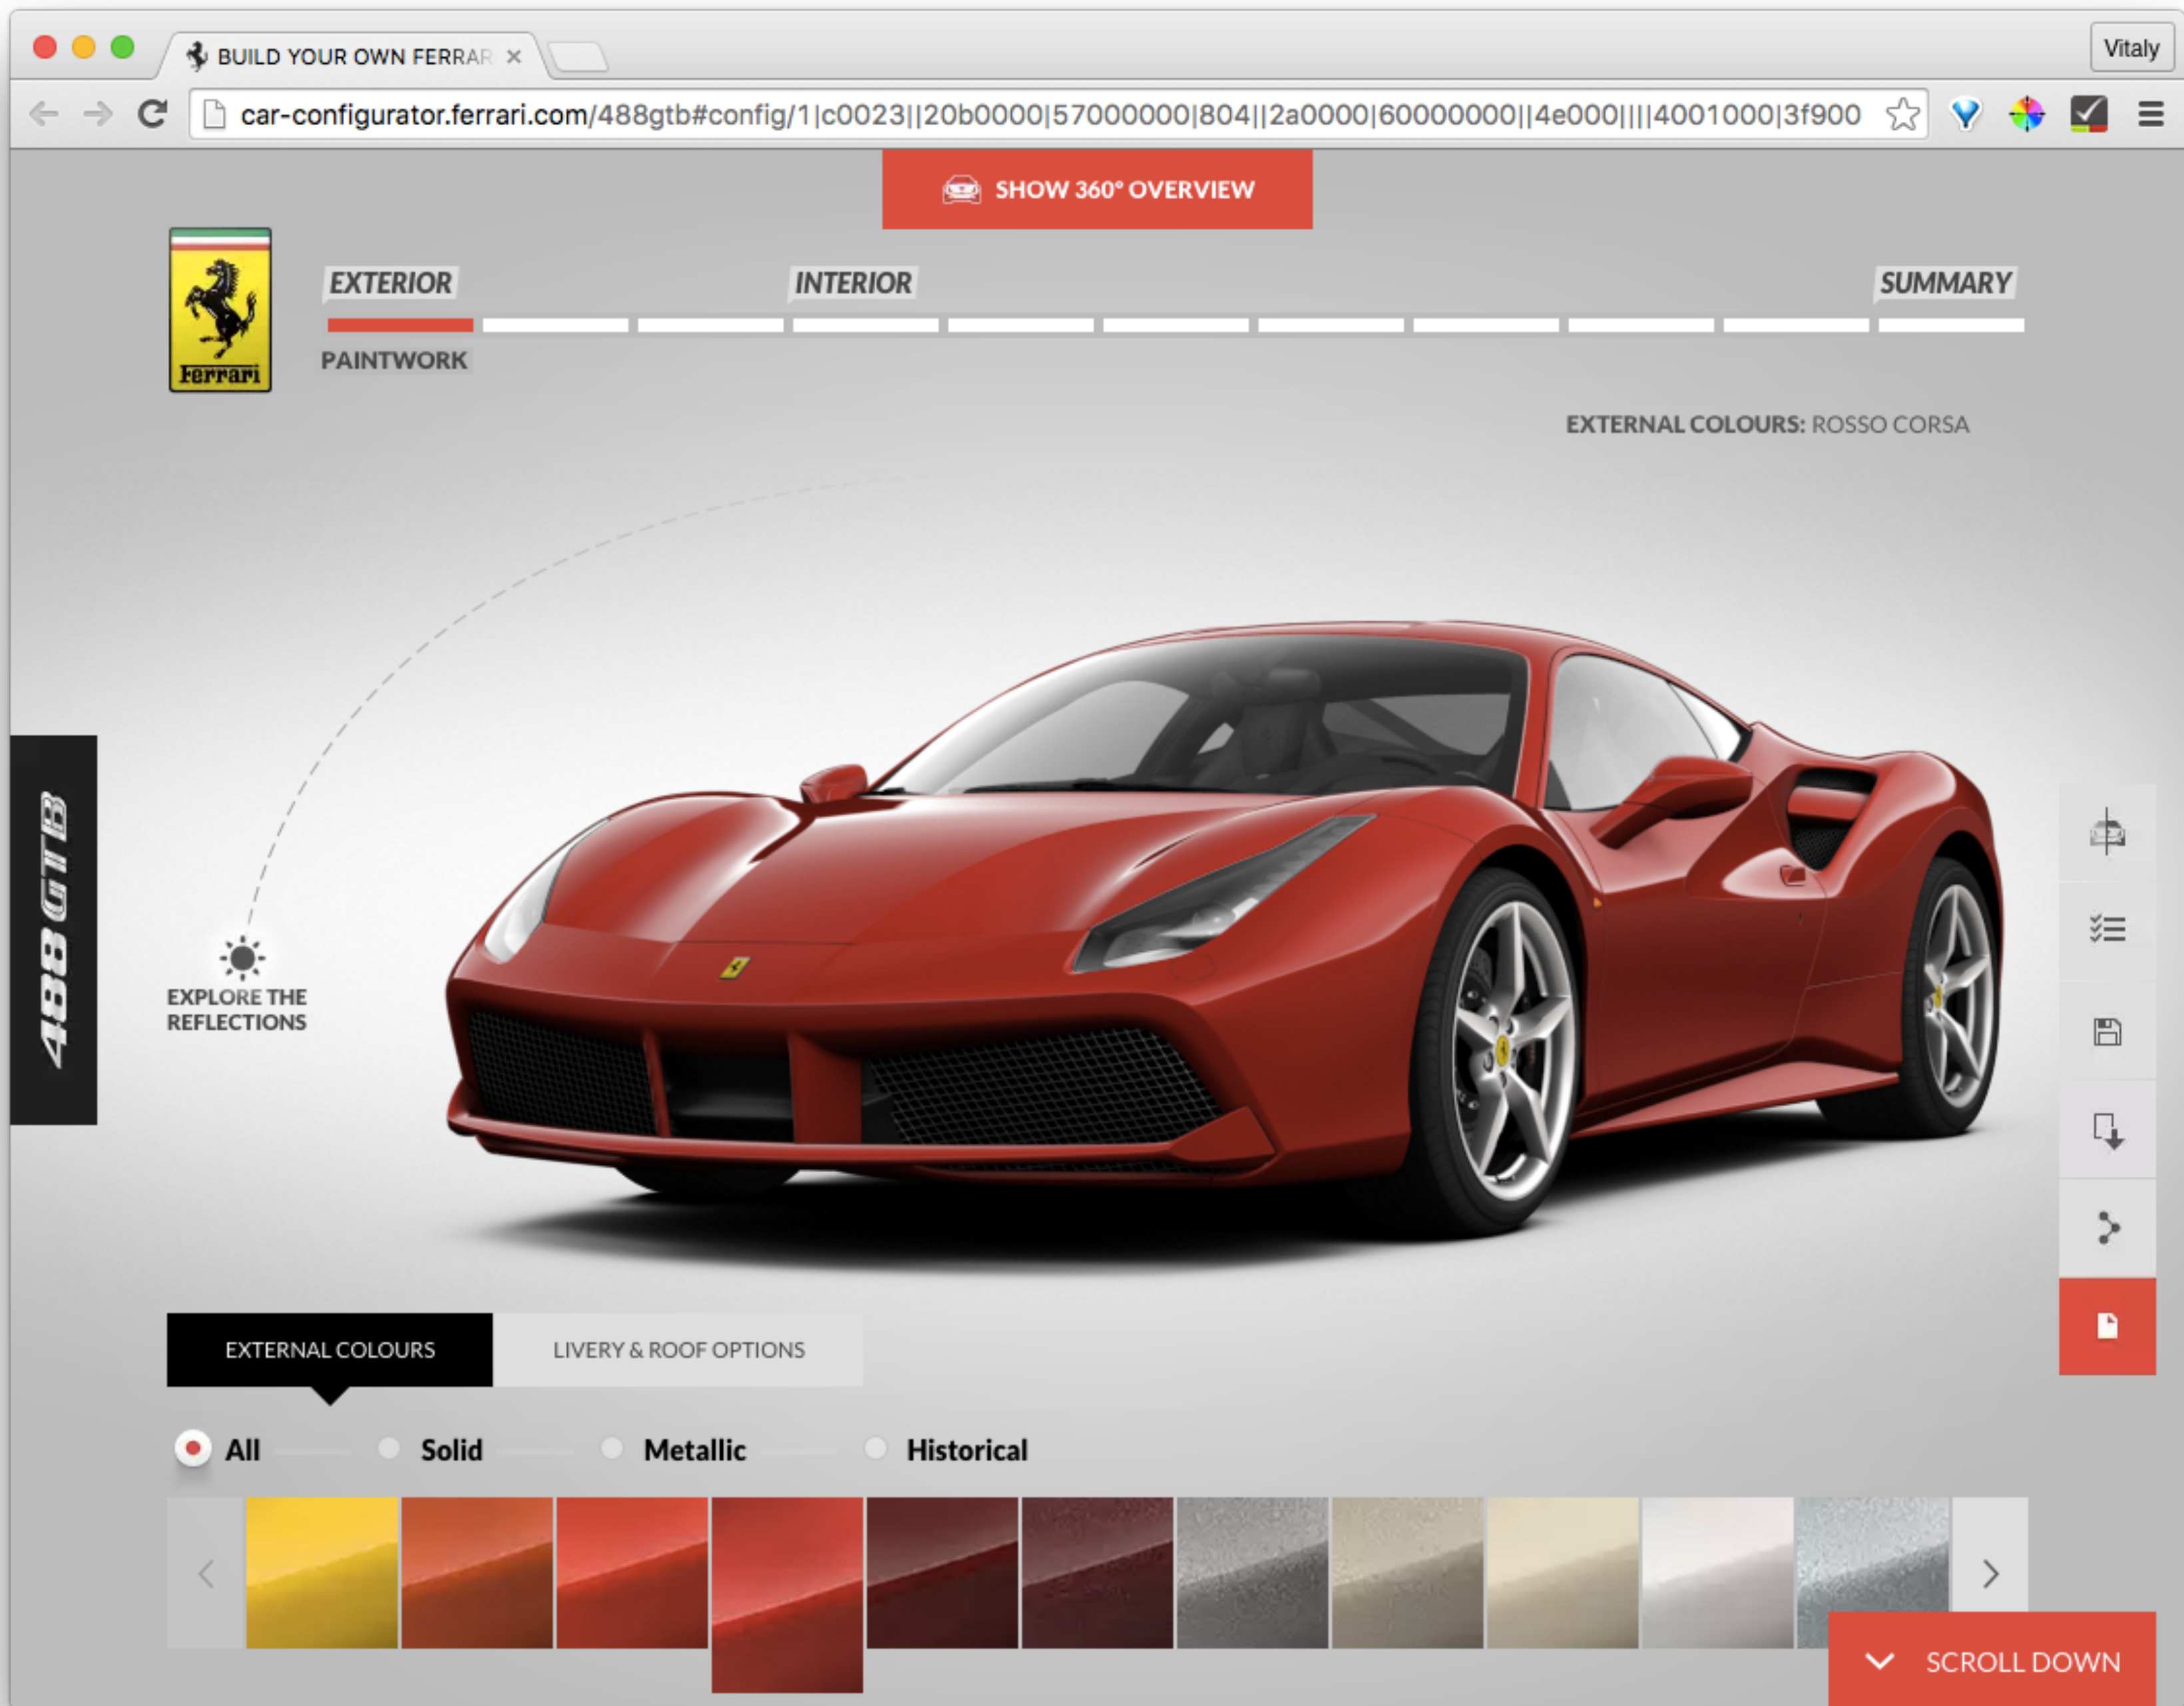 BUILD YOUR OWN FERRAR
Vitaly
car-configurator.ferrari.com/488gtb#config/1|c0023||20b0000|57000000|804||2a0000|60000000||4e000||||4001000|3f900
SHOW 360° OVERVIEW
Ferrari
EXTERIOR
INTERIOR
SUMMARY
PAINTWORK
EXTERNAL COLOURS: ROSSO CORSA
488 GTB
EXPLORE THE
REFLECTIONS
EXTERNAL COLOURS
LIVERY & ROOF OPTIONS
All
Solid
Metallic
Historical
SCROLL DOWN